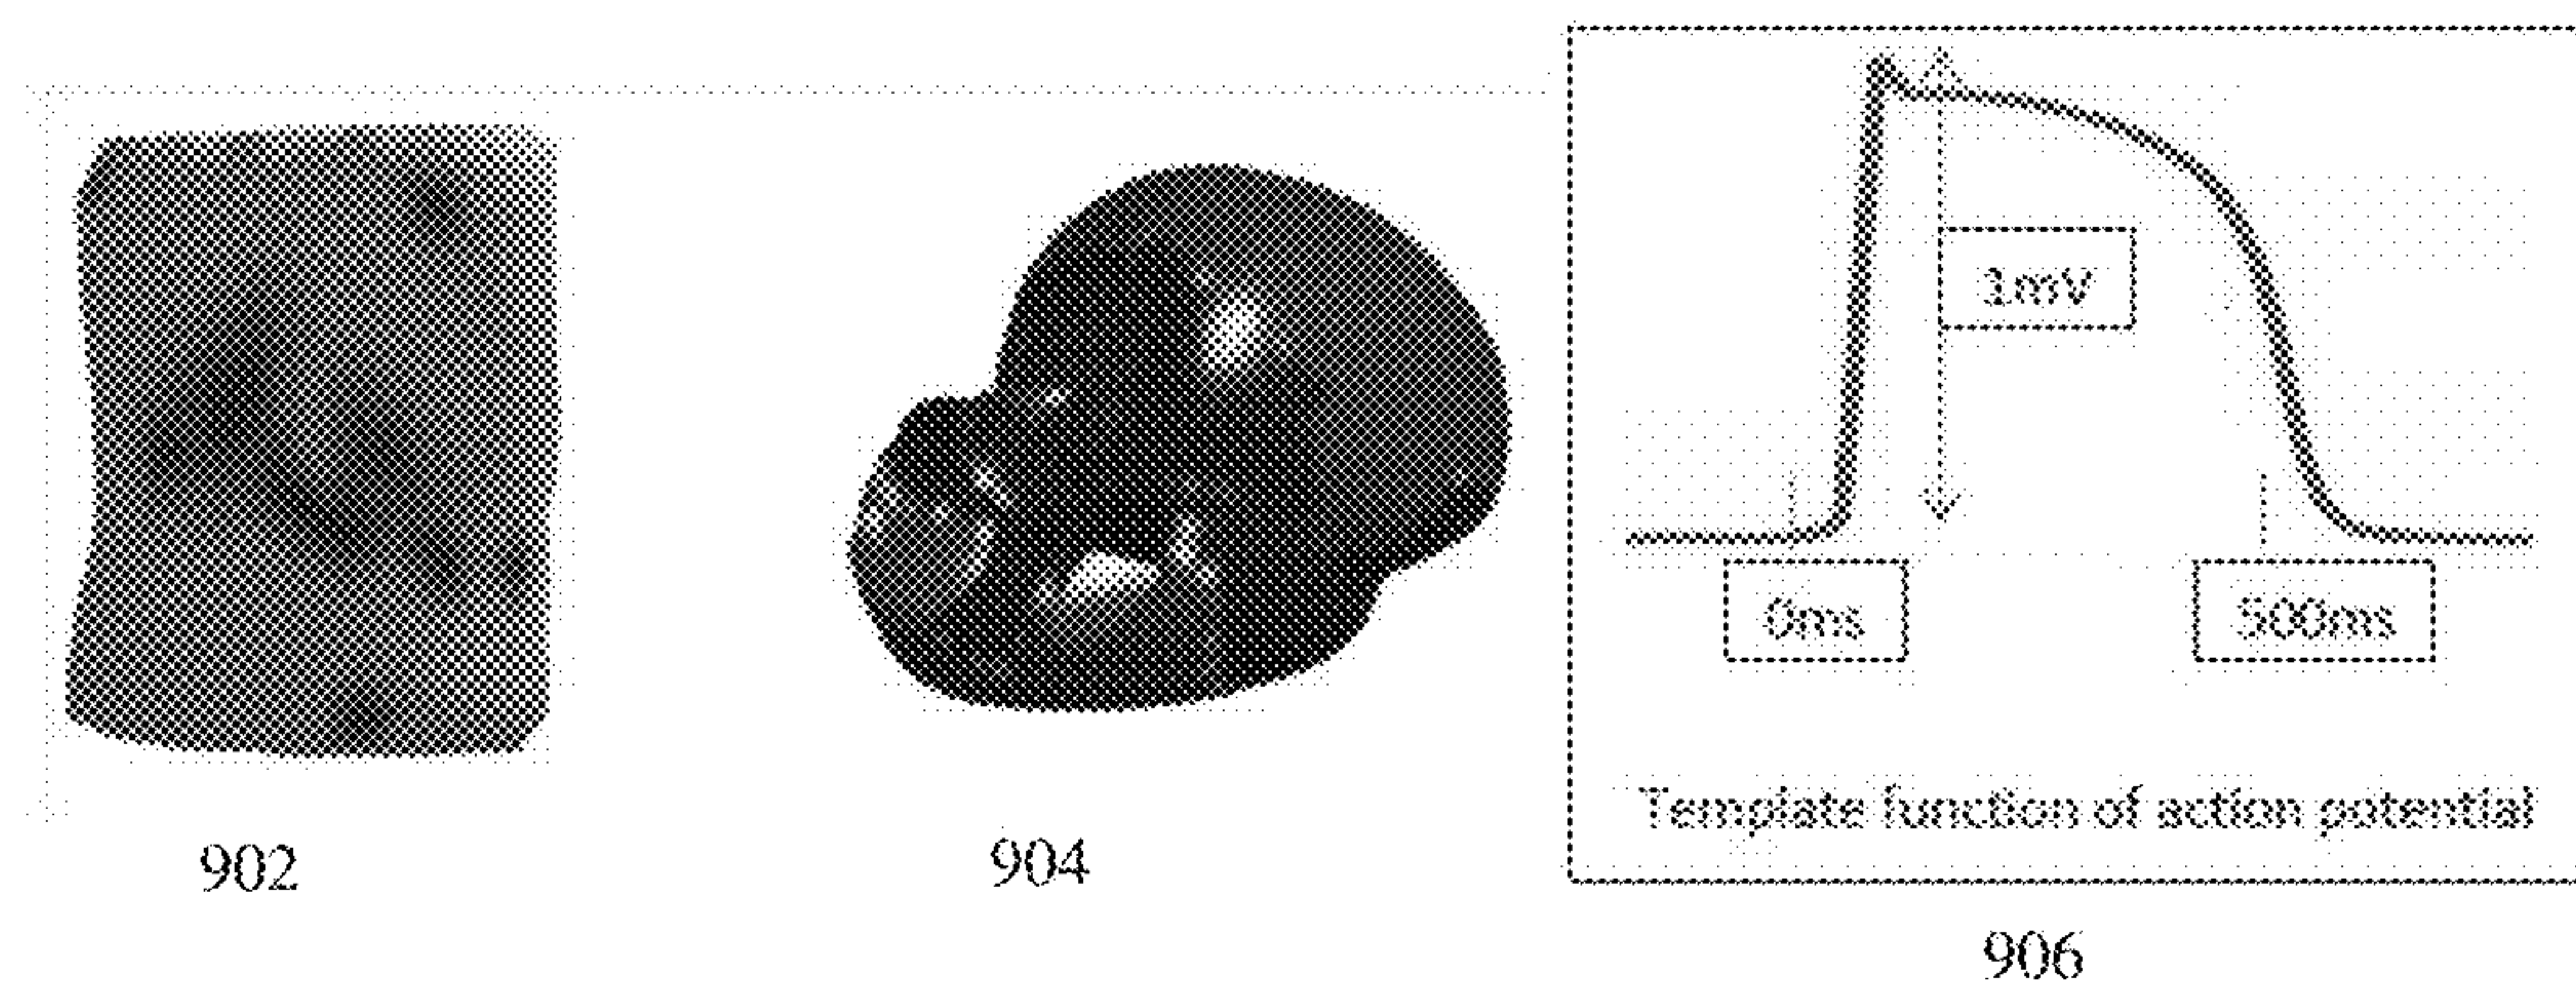 1mV
0ms
500ms
Template function of action potential
902
904
906